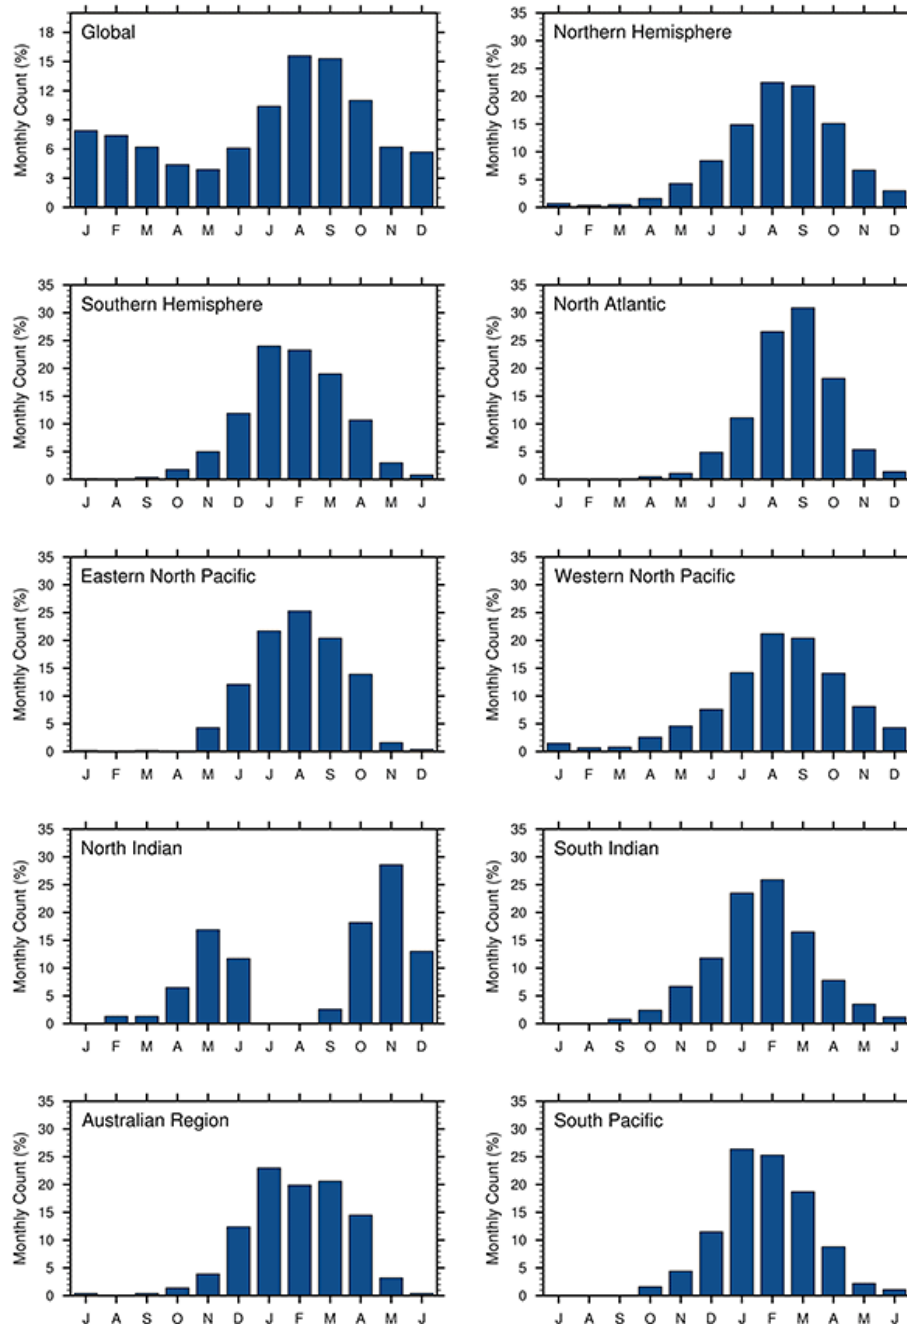 Global
Monthly Count (%)
18
15
12
9
6
3
0
J F M A M J J A S O N D
Northern Hemisphere
Monthly Count (%)
35
30
25
20
15
10
5
0
J F M A M J J A S O N D
Southern Hemisphere
Monthly Count (%)
35
30
25
20
15
10
5
0
J A S O N D J F M A M J
North Atlantic
Monthly Count (%)
35
30
25
20
15
10
5
0
J F M A M J J A S O N D
Eastern North Pacific
Monthly Count (%)
35
30
25
20
15
10
5
0
J F M A M J J A S O N D
Western North Pacific
Monthly Count (%)
35
30
25
20
15
10
5
0
J F M A M J J A S O N D
North Indian
Monthly Count (%)
35
30
25
20
15
10
5
0
J F M A M J J A S O N D
South Indian
Monthly Count (%)
35
30
25
20
15
10
5
0
J A S O N D J F M A M J
Australian Region
Monthly Count (%)
35
30
25
20
15
10
5
0
J A S O N D J F M A M J
South Pacific
Monthly Count (%)
35
30
25
20
15
10
5
0
J A S O N D J F M A M J